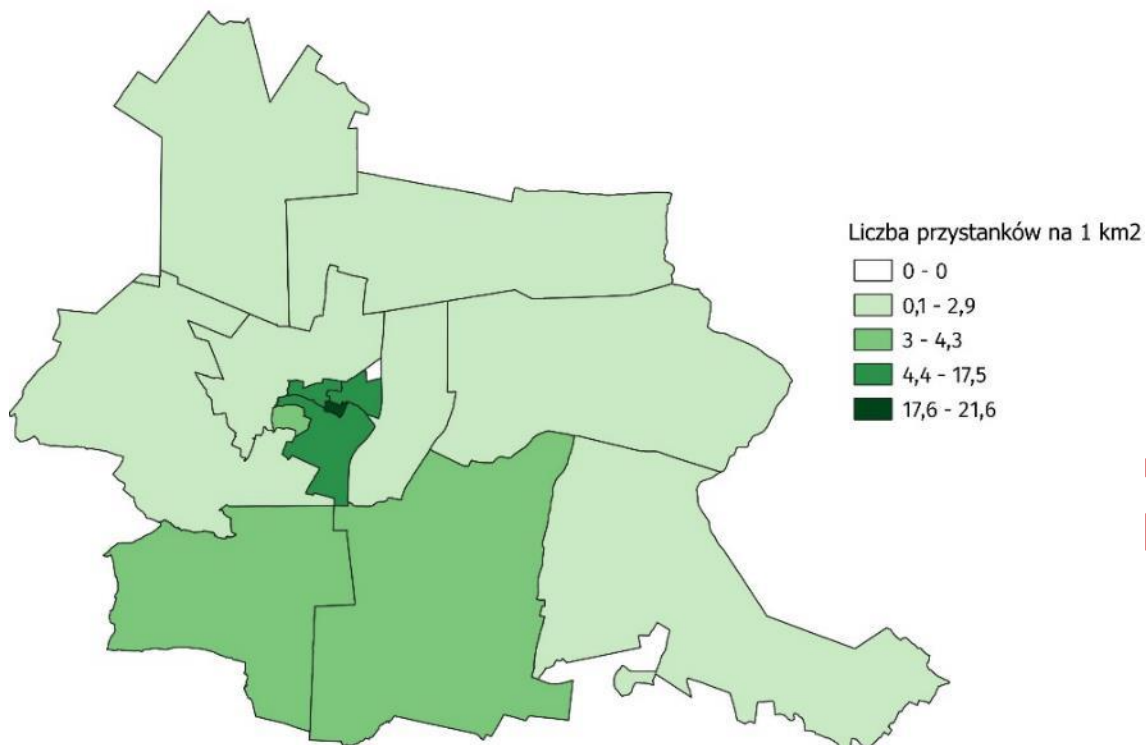 Liczba przystanków na 1 km2
0 - 0
0,1 - 2,9
3 - 4,3
4,4 - 17,5
17,6 - 21,6